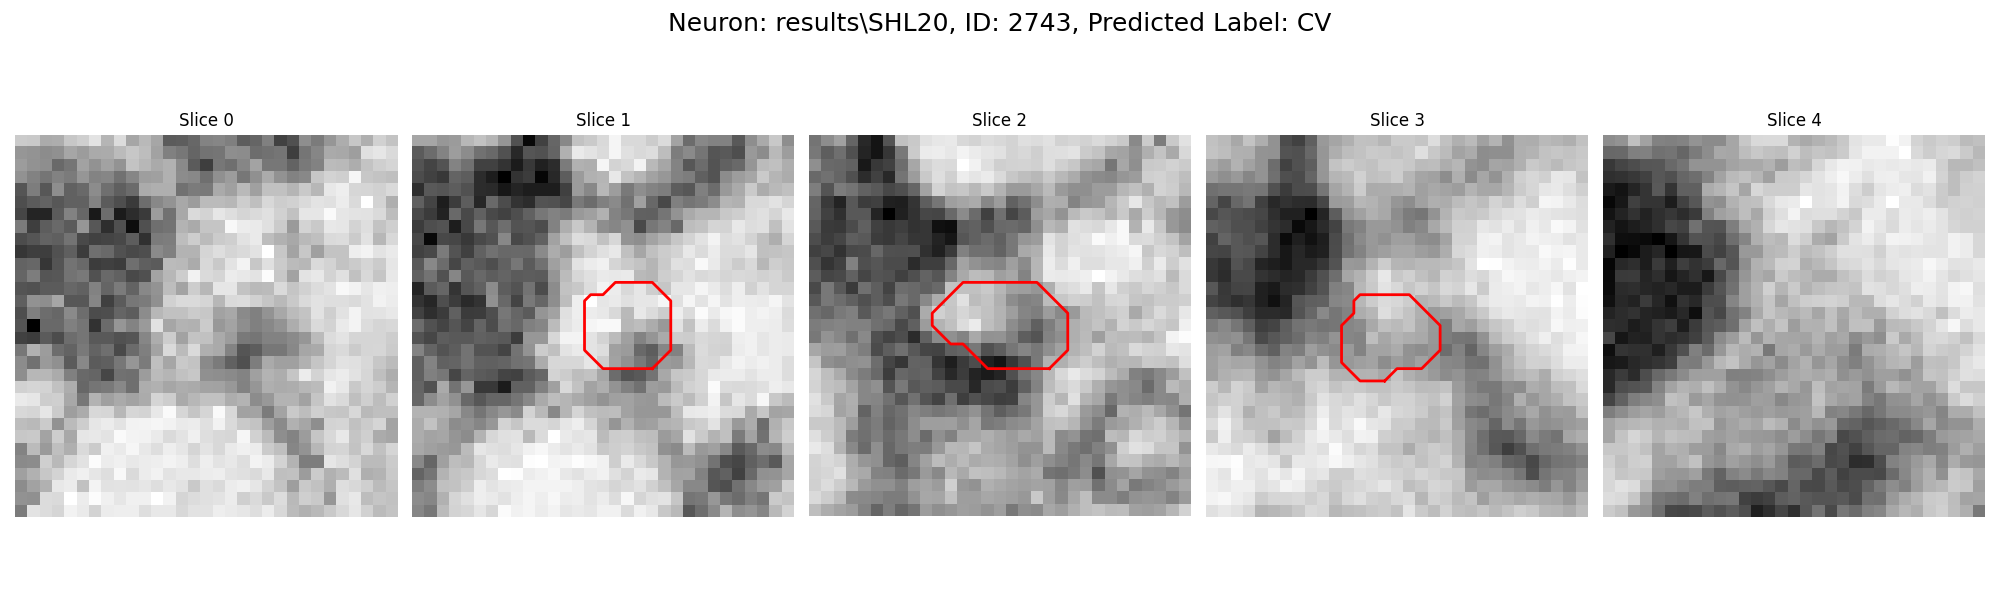 Neuron: results\SHL20, ID: 2743, Predicted Label: CV
Slice 0
Slice 1
Slice 2
Slice 3
Slice 4